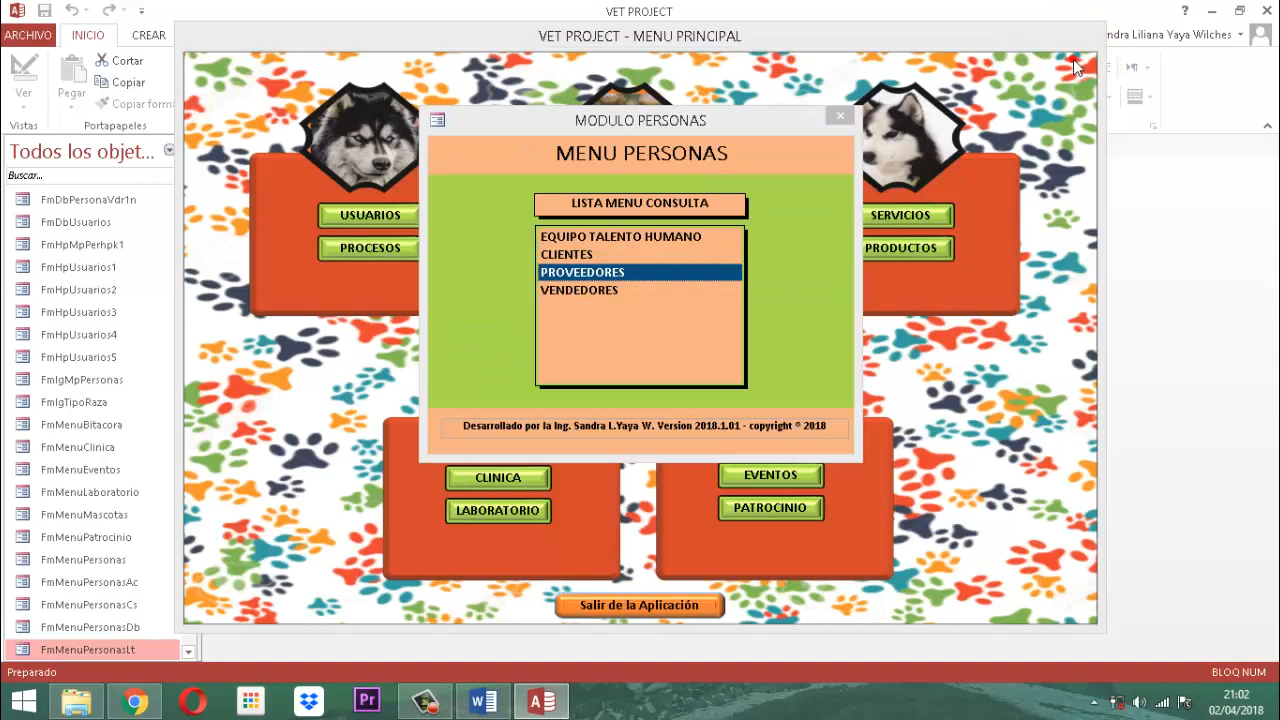 VET PROJECT
?
ARCHIVO
INICIO
CREAR
VET PROJECT - MENU PRINCIPAL
ndra Liliana Yaya Wilches
Ver
Pegar
Cortar
Copiar
Copiar form
Vistas
Portapapeles
Todos los objet...
Buscar...
FmDbPersonaVdr1n
FmDbUsuarios
FmHpMpPerhpk1
FmHpUsuarios1
FmHpUsuarios2
FmHpUsuarios3
FmHpUsuarios4
FmHpUsuarios5
FmIgMpPersonas
FmIgTipoRaza
FmMenuBitacora
FmMenuClinica
FmMenuEventos
FmMenuLaboratorio
FmMenuMascotas
FmMenuPatrocinio
FmMenuPersonas
FmMenuPersonasAc
FmMenuPersonasCs
FmMenuPersonasDb
FmMenuPersonasLt
USUARIOS
PROCESOS
MODULO PERSONAS
MENU PERSONAS
LISTA MENU CONSULTA
EQUIPO TALENTO HUMANO
CLIENTES
PROVEEDORES
VENDEDORES
Desarrollado por la Ing. Sandra L.Yaya W. Version 2018.1.01 - copyright ® 2018
SERVICIOS
PRODUCTOS
CLINICA
LABORATORIO
EVENTOS
PATROCINIO
Salir de la Aplicación
Preparado
BLOQ NUM
Pr
21:02
02/04/2018